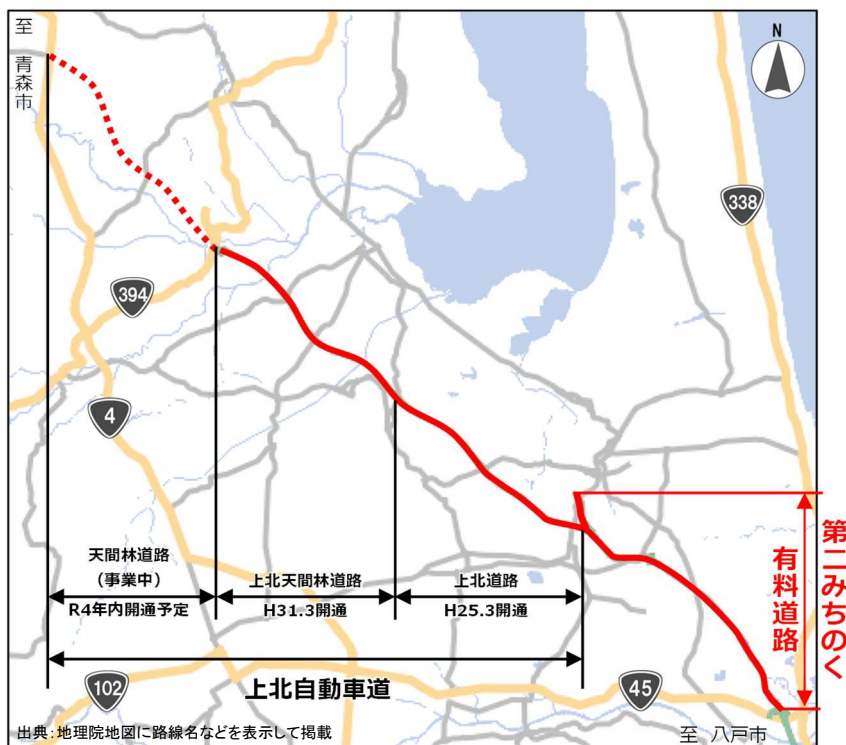 至
青森市
N
338
394
4
天間林道路
(事業中)
R4年内開通予定
上北天間林道路
H31.3開通
上北道路
H25.3開通
第二みちのく
有料道路
上北自動車道
102
45
出典:地理院地図に路線名などを表示して掲載
至 八戸市